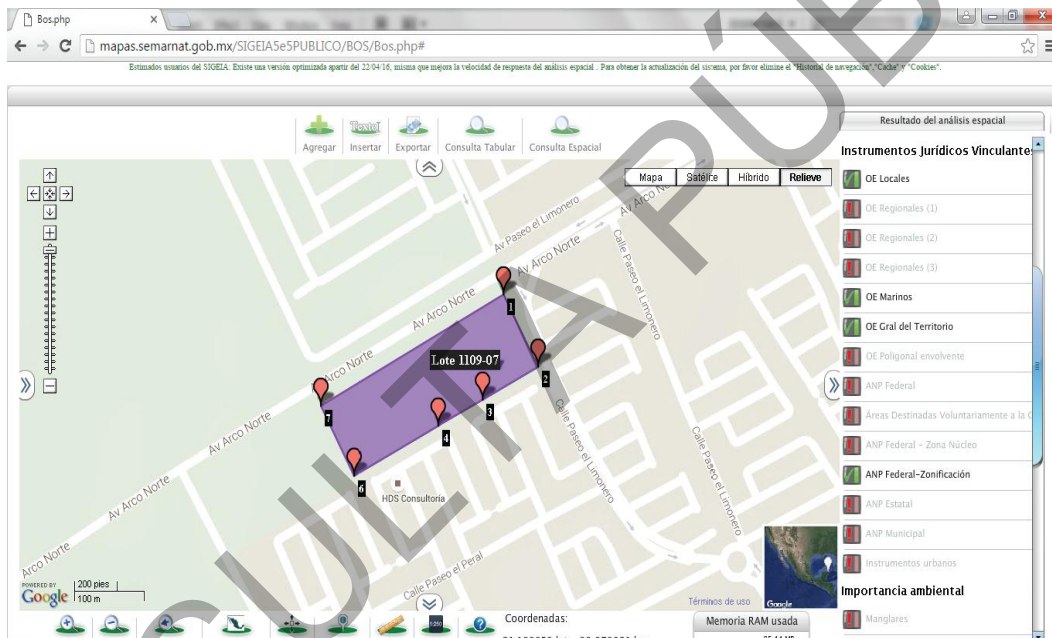 Bos.php
mapas.semarnat.gob.mx/SIGEIA5e5PUBLICO/BOS/Bos.php#
Estimados usuarios del SIGEIA: Existe una versión optimizada apartir del 22/04/16, misma que mejora la velocidad de respuesta del análisis espacial . Para obtener la actualización del sistema, por favor elimine el "Historial de navegación","Cache" y "Cookies".
Agregar
Texto
Insertar
Exportar
Consulta Tabular
Consulta Espacial
Resultado del análisis espacial
Instrumentos Jurídicos Vinculantes
OE Locales
OE Regionales (1)
OE Regionales (2)
OE Regionales (3)
OE Marinos
OE Gral del Territorio
OE Poligonal envolvente
ANP Federal
Áreas Destinadas Voluntariamente a la C
ANP Federal - Zona Núcleo
ANP Federal-Zonificación
ANP Estatal
ANP Municipal
Instrumentos urbanos
Importancia ambiental
Manglares
Mapa
Satélite
Híbrido
Relieve
Av Paseo el Limonero
Av Arco Norte
Av Arco Norte
Calle Paseo el Limonero
Av Arco Norte
1
Lote 1109-07
2
3
4
6
7
Arco Norte
Av Arco Norte
Av Arco Norte
Arco Norte
Calle Paseo el Limonero
Calle Paseo el Limonero
HDS Consultoría
Calle Paseo el Peral
POWERED BY
Google
200 pies
100 m
Términos de uso
Google
1:250
Coordenadas:
Memoria RAM usada
CONSULTA PÚB